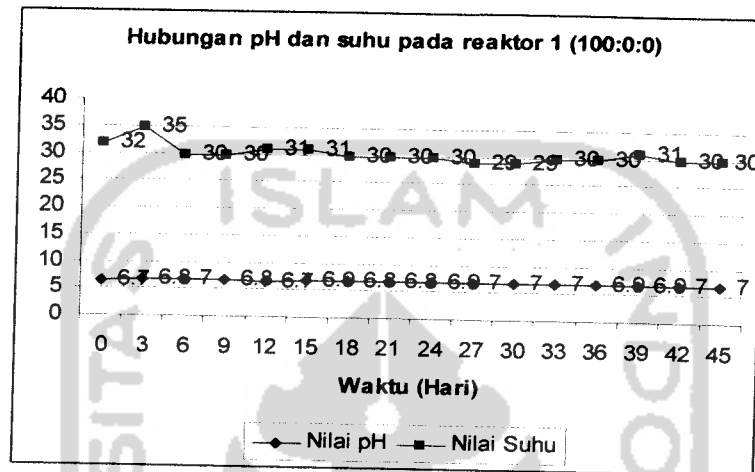 Hubungan pH dan suhu pada reaktor 1 (100:0:0)
40
35
30
25
20
15
10
5
0
32 35 30 30 31 31 30 30 30 29 29 30 30 31 30 30
6.7 6.8 7 6.8 6.7 6.9 6.8 6.8 6.9 7 7 7 6.9 6.9 7 7
0 3 6 9 12 15 18 21 24 27 30 33 36 39 42 45
Waktu (Hari)
Nilai pH Nilai Suhu
ISLAM
SITAS